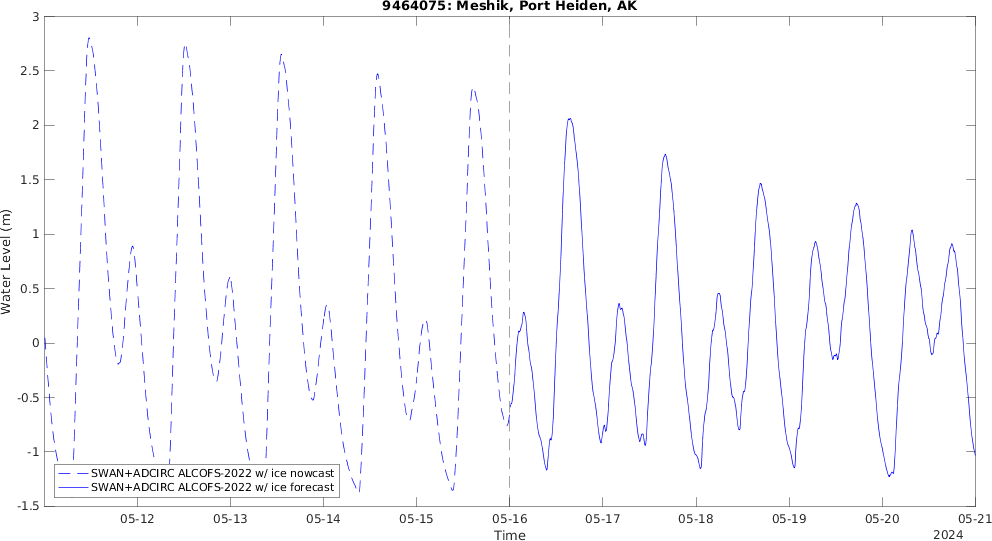 9464075: Meshik, Port Heiden, AK
Water Level (m)
3
2.5
2
1.5
1
0.5
0
-0.5
-1
-1.5
SWAN+ADCIRC ALCOFS-2022 w/ ice nowcast
SWAN+ADCIRC ALCOFS-2022 w/ ice forecast
05-12 05-13 05-14 05-15 05-16 05-17 05-18 05-19 05-20 05-21
Time
2024